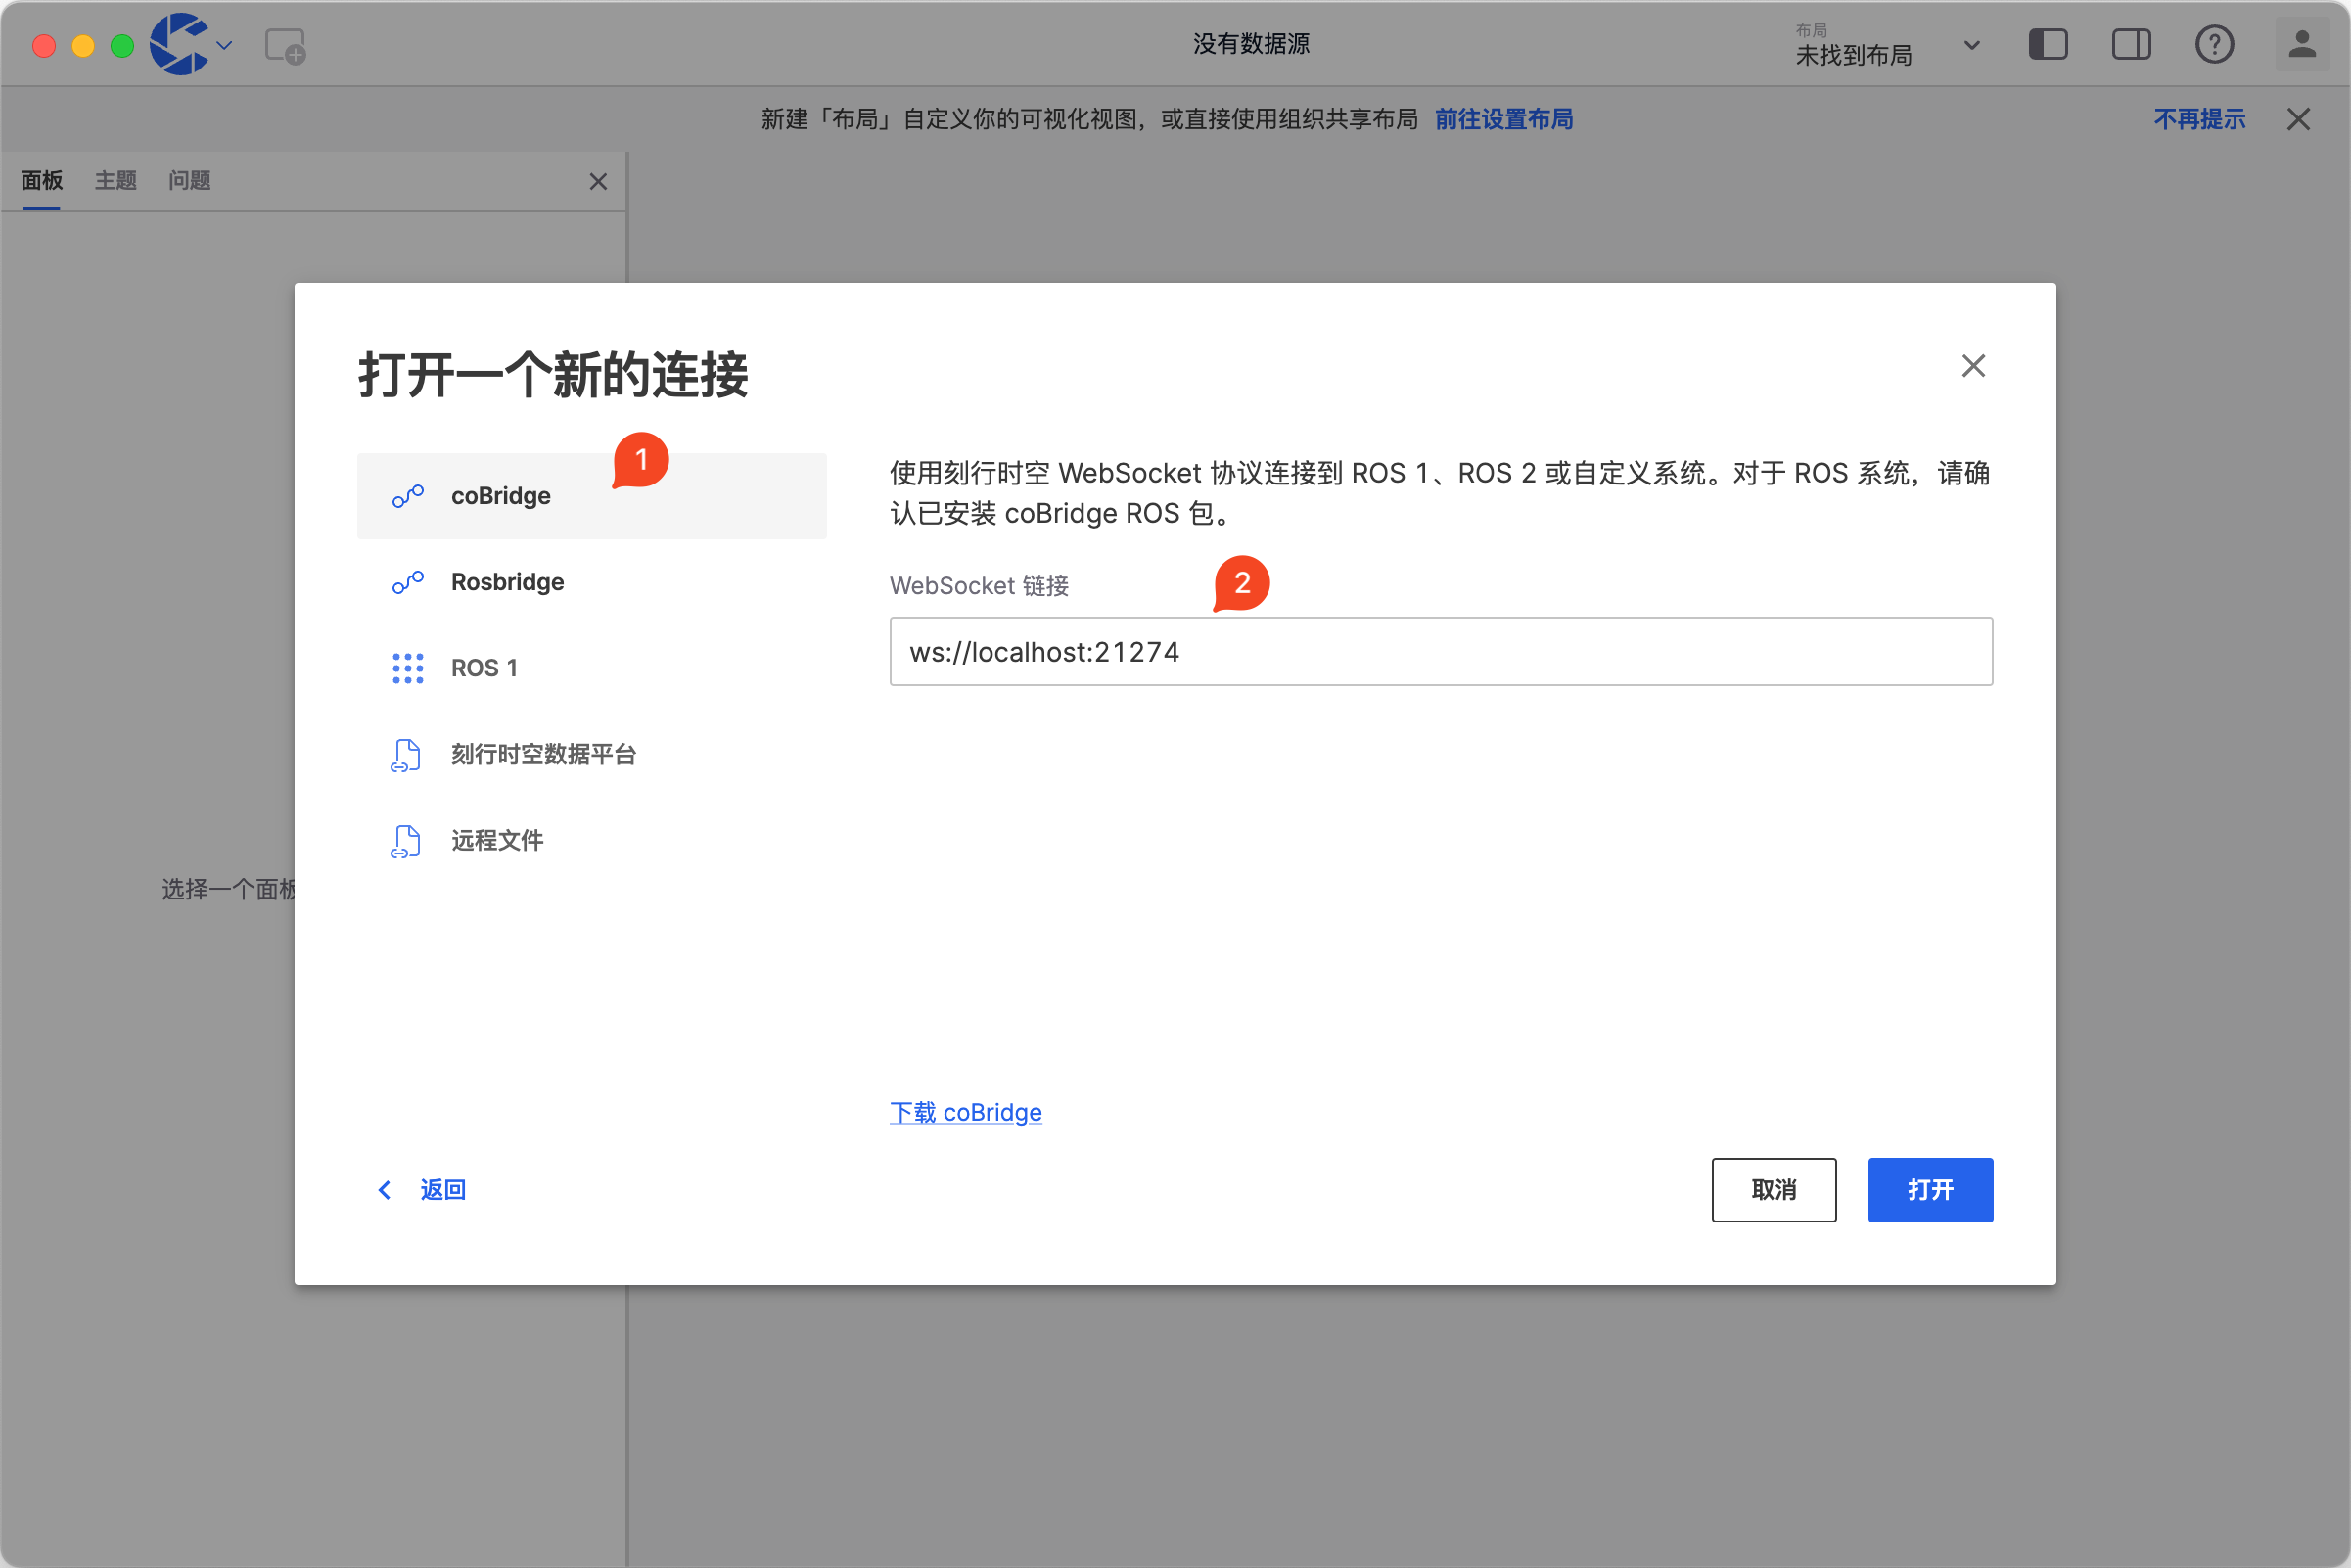 没有数据源
布局
未找到布局
新建「布局」自定义你的可视化视图，或直接使用组织共享布局 前往设置布局
不再提示
面板 主题 问题
选择一个面板
打开一个新的连接
1
coBridge
Rosbridge
ROS 1
刻行时空数据平台
远程文件
使用刻行时空 WebSocket 协议连接到 ROS 1、ROS 2 或自定义系统。对于 ROS 系统，请确
认已安装 coBridge ROS 包。
WebSocket 链接
2
ws://localhost:21274
下载 coBridge
返回
取消
打开